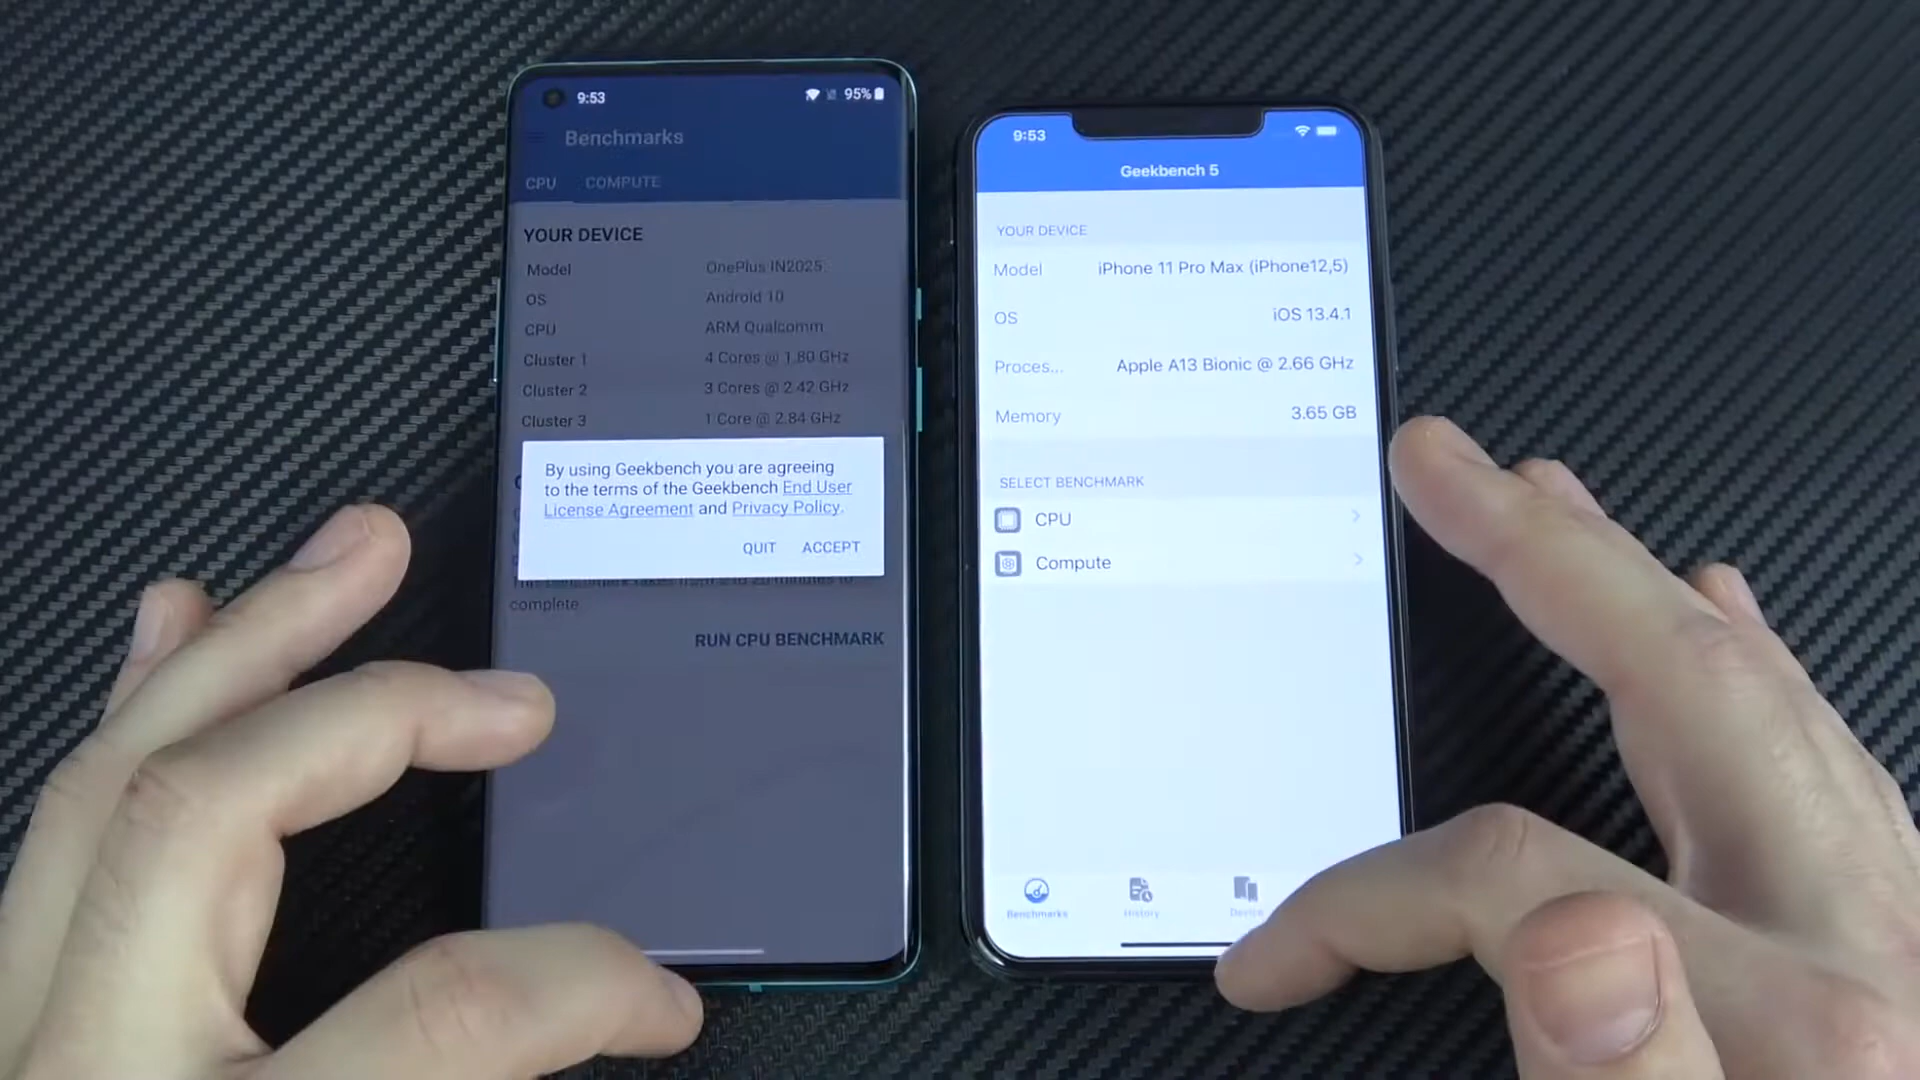 9:53
95%
Benchmarks
CPU COMPUTE
YOUR DEVICE
Model OnePlus IN2025
OS Android 10
CPU ARM Qualcomm
Cluster 1 4 Cores @ 1.80 GHz
Cluster 2 3 Cores @ 2.42 GHz
Cluster 3 1 Core @ 2.84 GHz
By using Geekbench you are agreeing
to the terms of the Geekbench End User
License Agreement and Privacy Policy.
QUIT ACCEPT
complete
RUN CPU BENCHMARK
9:53
Geekbench 5
YOUR DEVICE
Model iPhone 11 Pro Max (iPhone12,5)
OS iOS 13.4.1
Proces... Apple A13 Bionic @ 2.66 GHz
Memory 3.65 GB
SELECT BENCHMARK
CPU
Compute
Benchmarks History Device